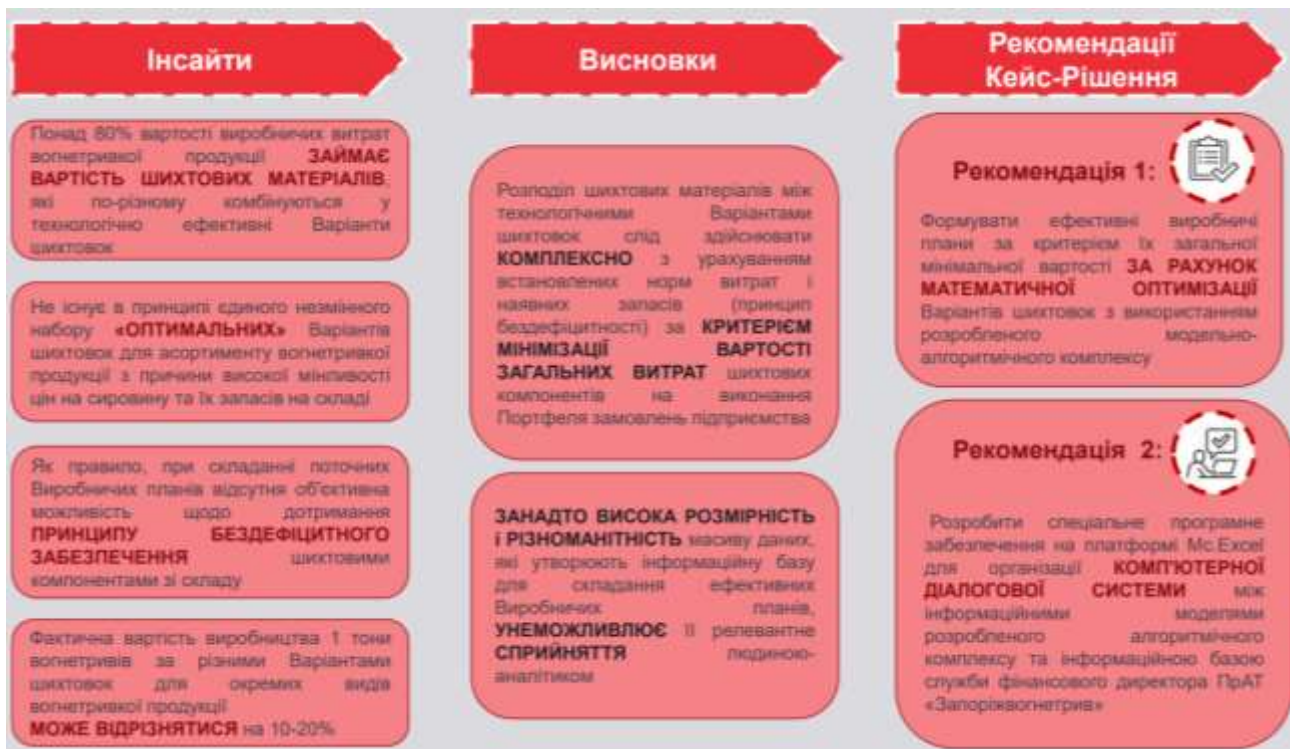 Інсайти
Понад 80% вартості виробничих витрат
вогнетривкої продукції ЗАЙМАЄ
ВАРТІСТЬ ШИХТОВИХ МАТЕРІАЛІВ,
які по-різному комбінуються у
технологічно ефективні Варіанти
шихтовок
Не існує в принципі єдиного незмінного
набору «ОПТИМАЛЬНИХ» Варіантів
шихтовок для асортименту вогнетривкої
продукції з причини високої мінливості
цін на сировину та їх запасів на складі
Як правило, при складанні поточних
Виробничих планів відсутня об'єктивна
можливість щодо дотримання
ПРИНЦИПУ БЕЗДЕФІЦИТНОГО
ЗАБЕЗПЕЧЕННЯ шихтовими
компонентами зі складу
Фактична вартість виробництва 1 тони
вогнетривів за різними Варіантами
шихтовок для окремих видів
вогнетривкої продукції
МОЖЕ ВІДРІЗНЯТИСЯ на 10-20%
Висновки
Розподіл шихтових матеріалів між
технологічними Варіантами
шихтовок слід здійснювати
КОМПЛЕКСНО з урахуванням
встановлених норм витрат і
наявних запасів (принцип
бездефіцитності) за КРИТЕРІЄМ
МІНІМІЗАЦІЇ ВАРТОСТІ
ЗАГАЛЬНИХ ВИТРАТ шихтових
компонентів на виконання
Портфеля замовлень підприємства
ЗАНАДТО ВИСОКА РОЗМІРНІСТЬ
і РІЗНОМАНІТНІСТЬ масиву даних,
які утворюють інформаційну базу
для складання ефективних
Виробничих планів,
УНЕМОЖЛИВЛЮЄ її релевантне
СПРИЙНЯТТЯ людиною-
аналітиком
Рекомендації
Кейс-Рішення
Рекомендація 1:
Формувати ефективні виробничі
плани за критерієм їх загальної
мінімальної вартості ЗА РАХУНОК
МАТЕМАТИЧНОЇ ОПТИМІЗАЦІЇ
Варіантів шихтовок з використанням
розробленого модельно-
алгоритмічного комплексу
Рекомендація 2:
Розробити спеціальне програмне
забезпечення на платформі Mc.Excel
для організації КОМП'ЮТЕРНОЇ
ДІАЛОГОВОЇ СИСТЕМИ між
інформаційними моделями
розробленого алгоритмічного
комплексу та інформаційною базою
служби фінансового директора ПрАТ
«Запоріжвогнетрив»